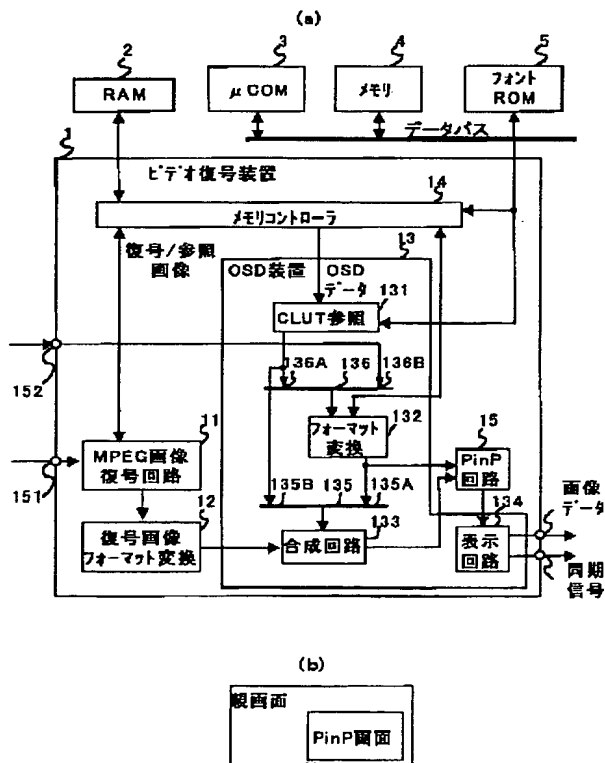 (a)
2
3
4
5
RAM
μCOM
メモリ
フォント
ROM
データバス
1
ビデオ復号装置
14
メモリコントローラ
復号/参照
画像
13
OSD装置
OSD
データ
131
CLUT参照
136A
136
136B
152
フォーマット
変換
132
11
15
MPEG画像
復号回路
151
PinP
回路
135B
135
135A
134
画像
データ
12
復号画像
フォーマット変換
133
合成回路
表示
回路
同期
信号
(b)
親画面
PinP画面